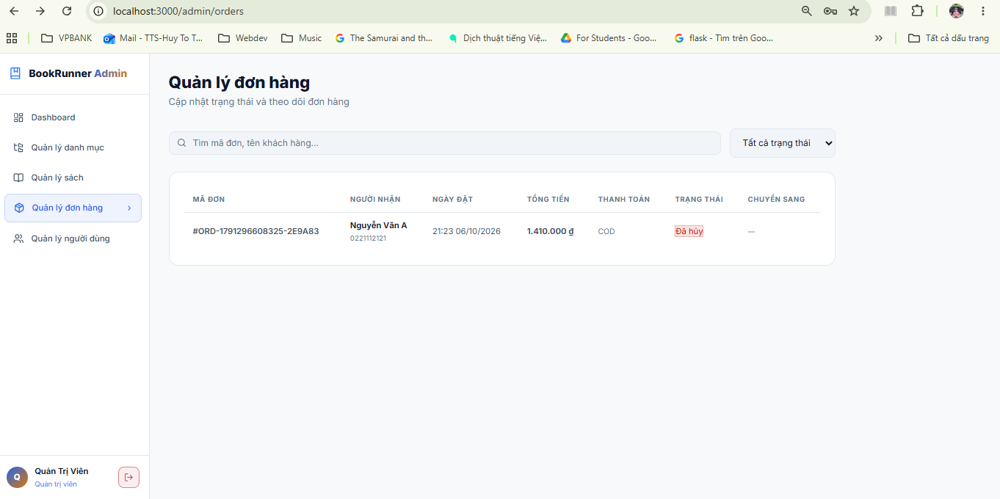 localhost:3000/admin/orders
VPBANK
Mail - TTS-Huy To T...
Webdev
Music
The Samurai and th...
Dịch thuật tiếng Việ...
For Students - Goo...
flask - Tìm trên Goo...
Tất cả dấu trang
BookRunner Admin
Dashboard
Quản lý danh mục
Quản lý sách
Quản lý đơn hàng
Quản lý người dùng
Q
Quản Trị Viên
Quản trị viên
Quản lý đơn hàng
Cập nhật trạng thái và theo dõi đơn hàng
Tìm mã đơn, tên khách hàng...
Tất cả trạng thái
MÃ ĐƠN NGƯỜI NHẬN NGÀY ĐẶT TỔNG TIỀN THANH TOÁN TRẠNG THÁI CHUYỂN SANG
#ORD-1791296608325-2E9A83 Nguyễn Văn A 21:23 06/10/2026 1.410.000 ₫ COD Đã hủy —
0221112121